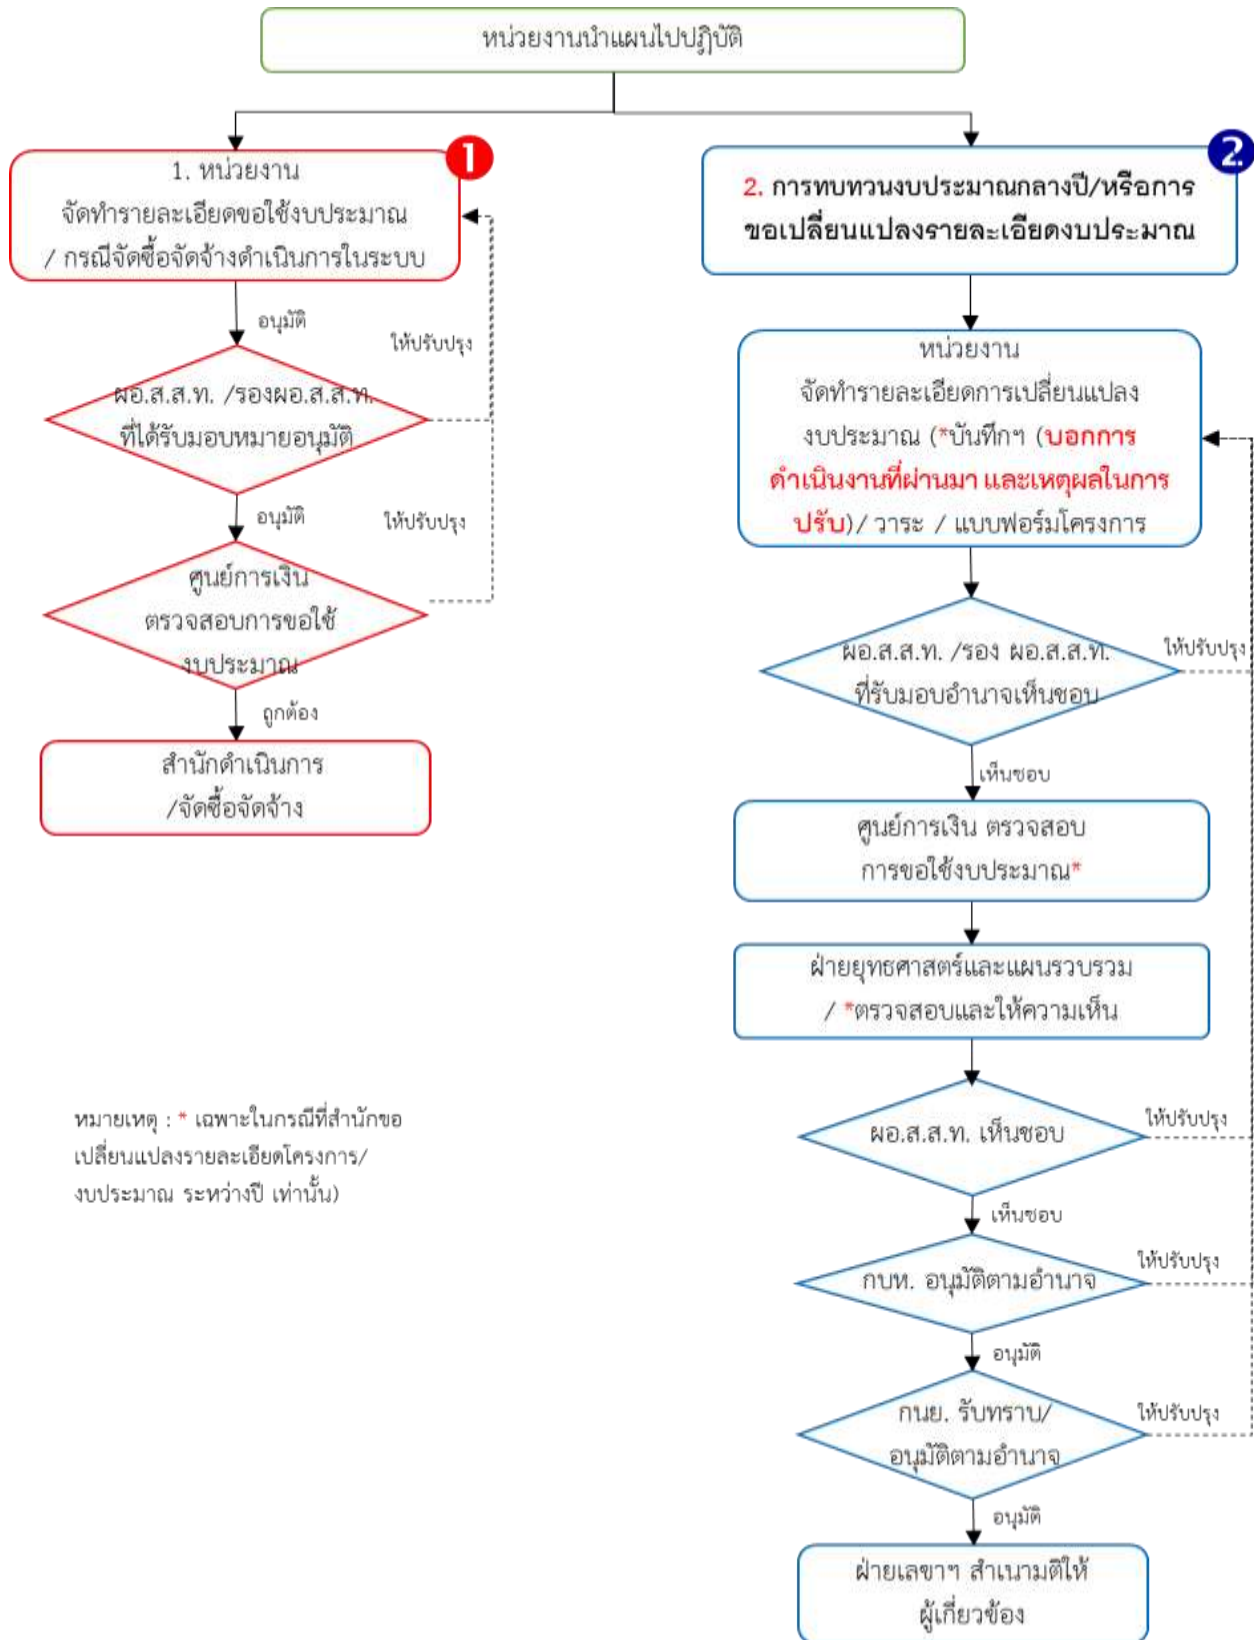 หน่วยงานนำแผนไปปฏิบัติ
1
1. หน่วยงาน
จัดทำรายละเอียดขอใช้งบประมาณ
/ กรณีจัดซื้อจัดจ้างดำเนินการในระบบ
อนุมัติ
ให้ปรับปรุง
ผอ.ส.ส.ท. /รองผอ.ส.ส.ท.
ที่ได้รับมอบหมายอนุมัติ
อนุมัติ
ให้ปรับปรุง
ศูนย์การเงิน
ตรวจสอบการขอใช้
งบประมาณ
ถูกต้อง
สำนักดำเนินการ
/จัดซื้อจัดจ้าง
หมายเหตุ : * เฉพาะในกรณีที่สำนักขอ
เปลี่ยนแปลงรายละเอียดโครงการ/
งบประมาณ ระหว่างปี เท่านั้น)
2
2. การทบทวนงบประมาณกลางปี/หรือการ
ขอเปลี่ยนแปลงรายละเอียดงบประมาณ
หน่วยงาน
จัดทำรายละเอียดการเปลี่ยนแปลง
งบประมาณ (*บันทึกฯ (บอกการ
ดำเนินงานที่ผ่านมา และเหตุผลในการ
ปรับ)/ วาระ / แบบฟอร์มโครงการ
ผอ.ส.ส.ท. /รอง ผอ.ส.ส.ท.
ที่รับมอบอำนาจเห็นชอบ
ให้ปรับปรุง
เห็นชอบ
ศูนย์การเงิน ตรวจสอบ
การขอใช้งบประมาณ*
ฝ่ายยุทธศาสตร์และแผนรวบรวม
/ *ตรวจสอบและให้ความเห็น
ผอ.ส.ส.ท. เห็นชอบ
ให้ปรับปรุง
เห็นชอบ
กบห. อนุมัติตามอำนาจ
ให้ปรับปรุง
อนุมัติ
กนย. รับทราบ/
อนุมัติตามอำนาจ
ให้ปรับปรุง
อนุมัติ
ฝ่ายเลขาฯ สำเนามติให้
ผู้เกี่ยวข้อง